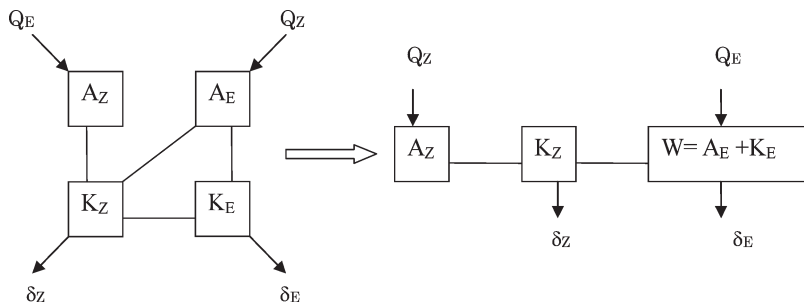 Q_E Q_Z
A_Z A_E
K_Z K_E
δ_Z δ_E
Q_Z Q_E
A_Z K_Z W= A_E +K_E
δ_Z δ_E